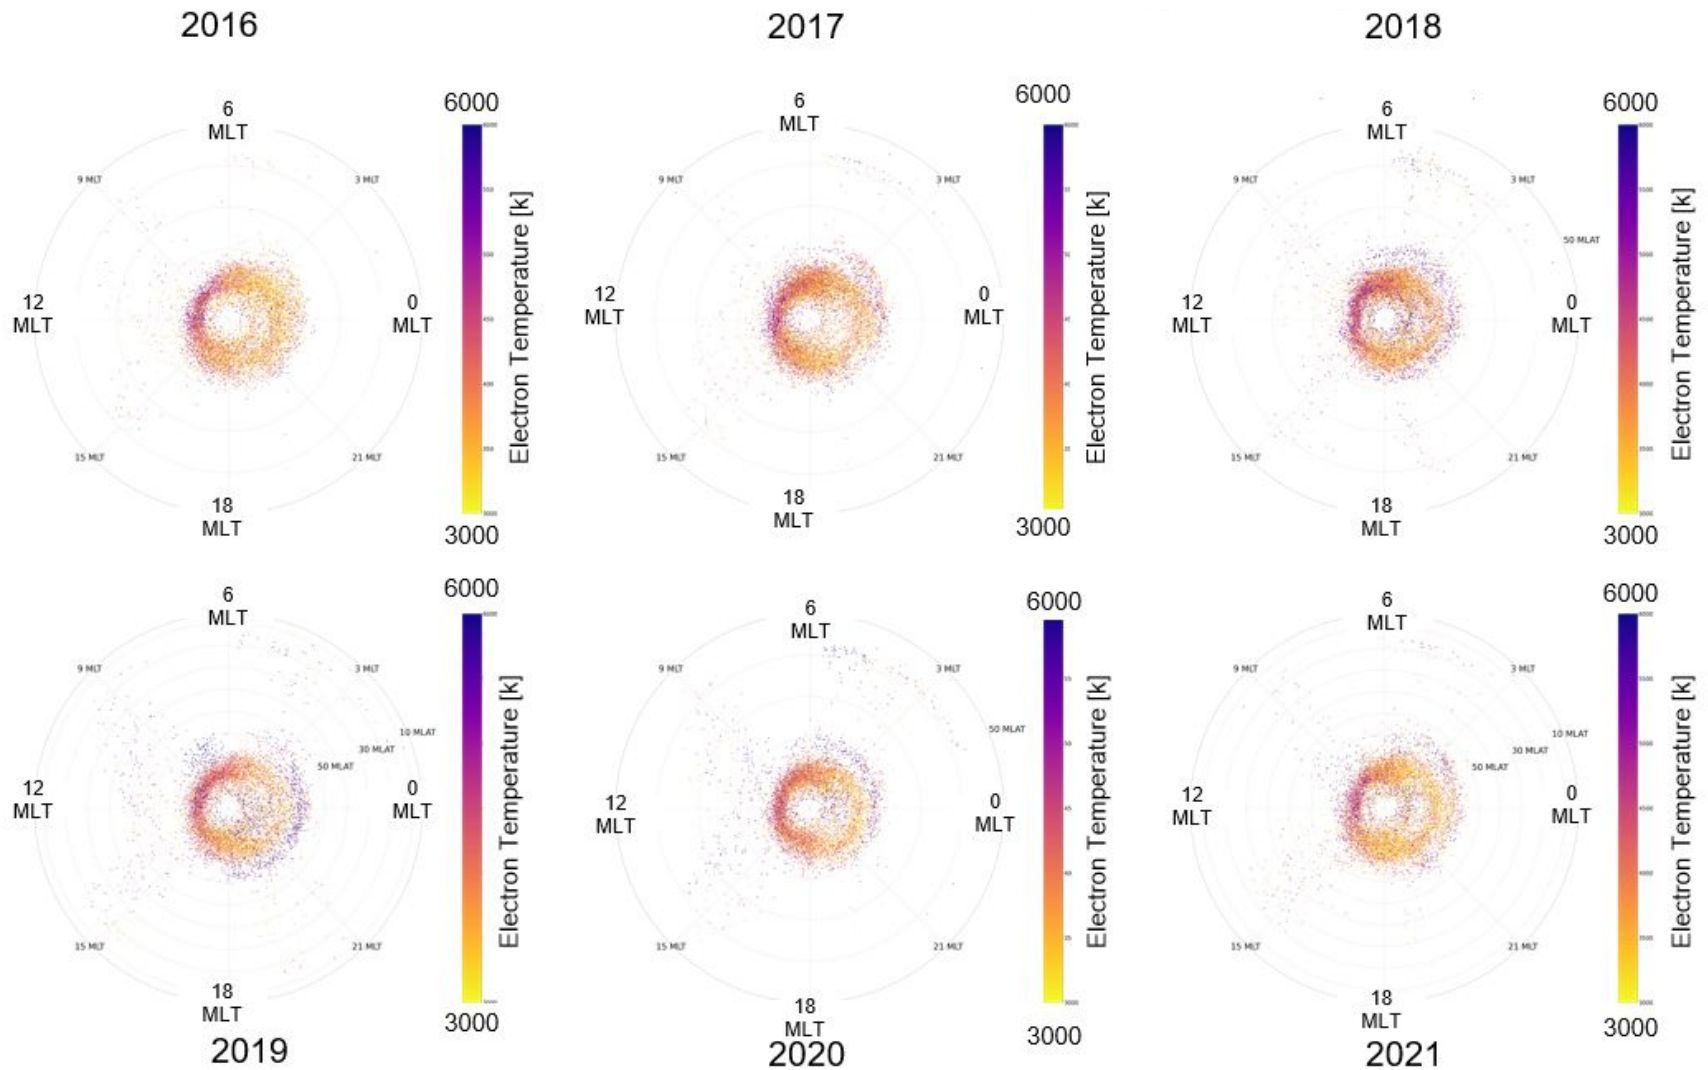 2016
2017
2018
6000
6
MLT
9 MLT
3 MLT
12
MLT
0
MLT
15 MLT
21 MLT
18
MLT
3000
Electron Temperature [k]
6000
6
MLT
9 MLT
3 MLT
12
MLT
0
MLT
15 MLT
21 MLT
18
MLT
3000
Electron Temperature [k]
6000
6
MLT
9 MLT
3 MLT
50 MLAT
12
MLT
0
MLT
15 MLT
21 MLT
18
MLT
3000
Electron Temperature [k]
6000
6
MLT
9 MLT
3 MLT
10 MLAT
30 MLAT
50 MLAT
12
MLT
0
MLT
15 MLT
21 MLT
18
MLT
3000
Electron Temperature [k]
6000
6
MLT
9 MLT
3 MLT
50 MLAT
12
MLT
0
MLT
15 MLT
21 MLT
18
MLT
3000
Electron Temperature [k]
6000
6
MLT
9 MLT
3 MLT
10 MLAT
30 MLAT
50 MLAT
12
MLT
0
MLT
15 MLT
21 MLT
18
MLT
3000
Electron Temperature [k]
2019
2020
2021